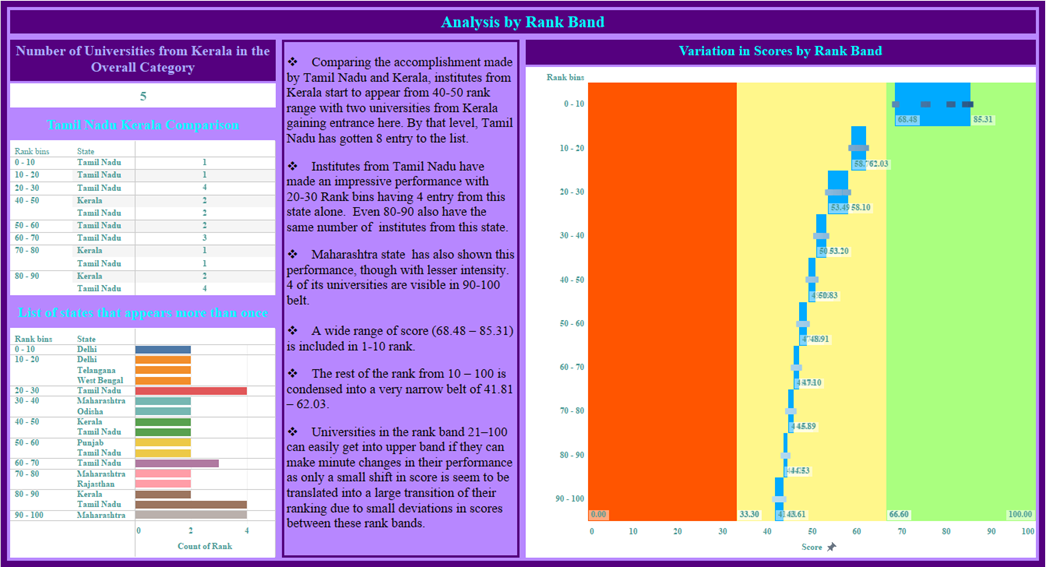 Analysis by Rank Band
Number of Universities from Kerala in the
Overall Category
5
Tamil Nadu Kerala Comparison
Rank bins State
0 - 10 Tamil Nadu 1
10 - 20 Tamil Nadu 1
20 - 30 Tamil Nadu 4
40 - 50 Kerala 2
Tamil Nadu 2
50 - 60 Tamil Nadu 2
60 - 70 Tamil Nadu 3
70 - 80 Kerala 1
Tamil Nadu 1
80 - 90 Kerala 2
Tamil Nadu 4
List of states that appears more than once
Rank bins State
0 - 10 Delhi
10 - 20 Delhi
Telangana
West Bengal
20 - 30 Tamil Nadu
30 - 40 Maharashtra
Odisha
40 - 50 Kerala
Tamil Nadu
50 - 60 Punjab
Tamil Nadu
60 - 70 Tamil Nadu
70 - 80 Maharashtra
Rajasthan
80 - 90 Kerala
Tamil Nadu
90 - 100 Maharashtra
0 2 4
Count of Rank
❖ Comparing the accomplishment made
by Tamil Nadu and Kerala, institutes from
Kerala start to appear from 40-50 rank
range with two universities from Kerala
gaining entrance here. By that level, Tamil
Nadu has gotten 8 entry to the list.
❖ Institutes from Tamil Nadu have
made an impressive performance with
20-30 Rank bins having 4 entry from this
state alone. Even 80-90 also have the
same number of institutes from this state.
❖ Maharashtra state has also shown this
performance, though with lesser intensity.
4 of its universities are visible in 90-100
belt.
❖ A wide range of score (68.48 – 85.31)
is included in 1-10 rank.
❖ The rest of the rank from 10 – 100 is
condensed into a very narrow belt of 41.81
– 62.03.
❖ Universities in the rank band 21–100
can easily get into upper band if they can
make minute changes in their performance
as only a small shift in score is seem to be
translated into a large transition of their
ranking due to small deviations in scores
between these rank bands.
Variation in Scores by Rank Band
Rank bins
0 - 10 68.48 85.31
10 - 20 62.03
20 - 30 58.10
30 - 40 53.20
40 - 50 50.83
50 - 60 48.91
60 - 70 47.10
70 - 80 45.89
80 - 90
90 - 100 43.61
0.00 33.30 66.60 100.00
0 10 20 30 40 50 60 70 80 90 100
Score